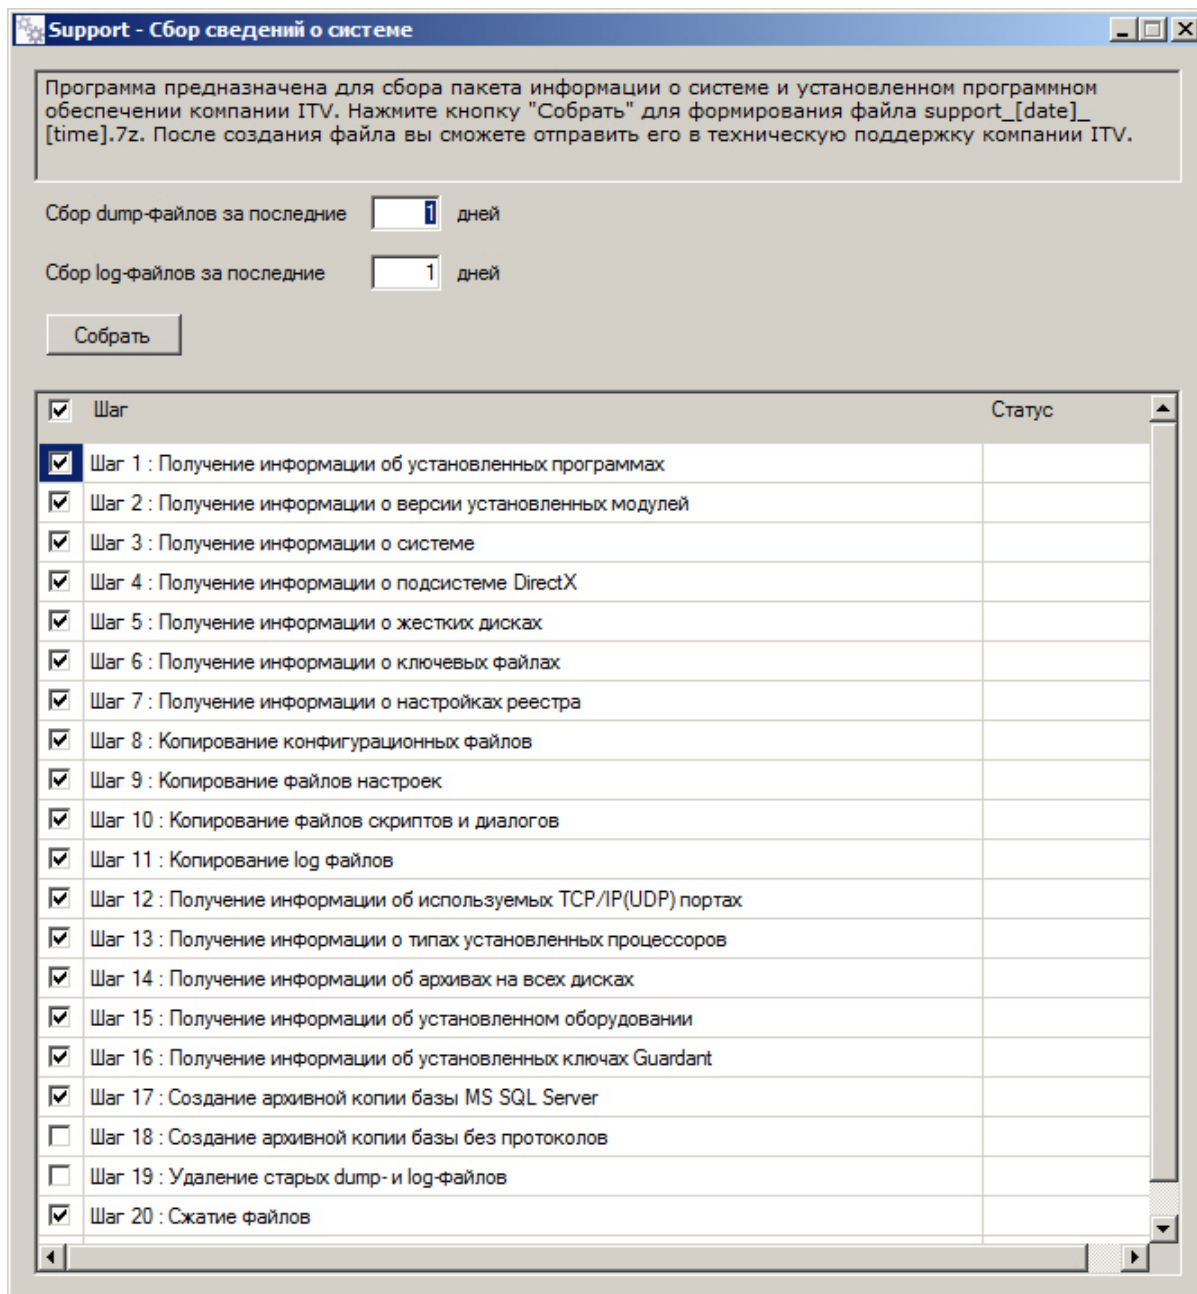 Support - Сбор сведений о системе
Программа предназначена для сбора пакета информации о системе и установленном программном
обеспечении компании ITV. Нажмите кнопку "Собрать" для формирования файла support_[date]_
[time].7z. После создания файла вы сможете отправить его в техническую поддержку компании ITV.
Сбор dump-файлов за последние 1 дней
Сбор log-файлов за последние 1 дней
Собрать
Шаг Статус
Шаг 1 : Получение информации об установленных программах
Шаг 2 : Получение информации о версии установленных модулей
Шаг 3 : Получение информации о системе
Шаг 4 : Получение информации о подсистеме DirectX
Шаг 5 : Получение информации о жестких дисках
Шаг 6 : Получение информации о ключевых файлах
Шаг 7 : Получение информации о настройках реестра
Шаг 8 : Копирование конфигурационных файлов
Шаг 9 : Копирование файлов настроек
Шаг 10 : Копирование файлов скриптов и диалогов
Шаг 11 : Копирование log файлов
Шаг 12 : Получение информации об используемых TCP/IP(UDP) портах
Шаг 13 : Получение информации о типах установленных процессоров
Шаг 14 : Получение информации об архивах на всех дисках
Шаг 15 : Получение информации об установленном оборудовании
Шаг 16 : Получение информации об установленных ключах Guardant
Шаг 17 : Создание архивной копии базы MS SQL Server
Шаг 18 : Создание архивной копии базы без протоколов
Шаг 19 : Удаление старых dump- и log-файлов
Шаг 20 : Сжатие файлов